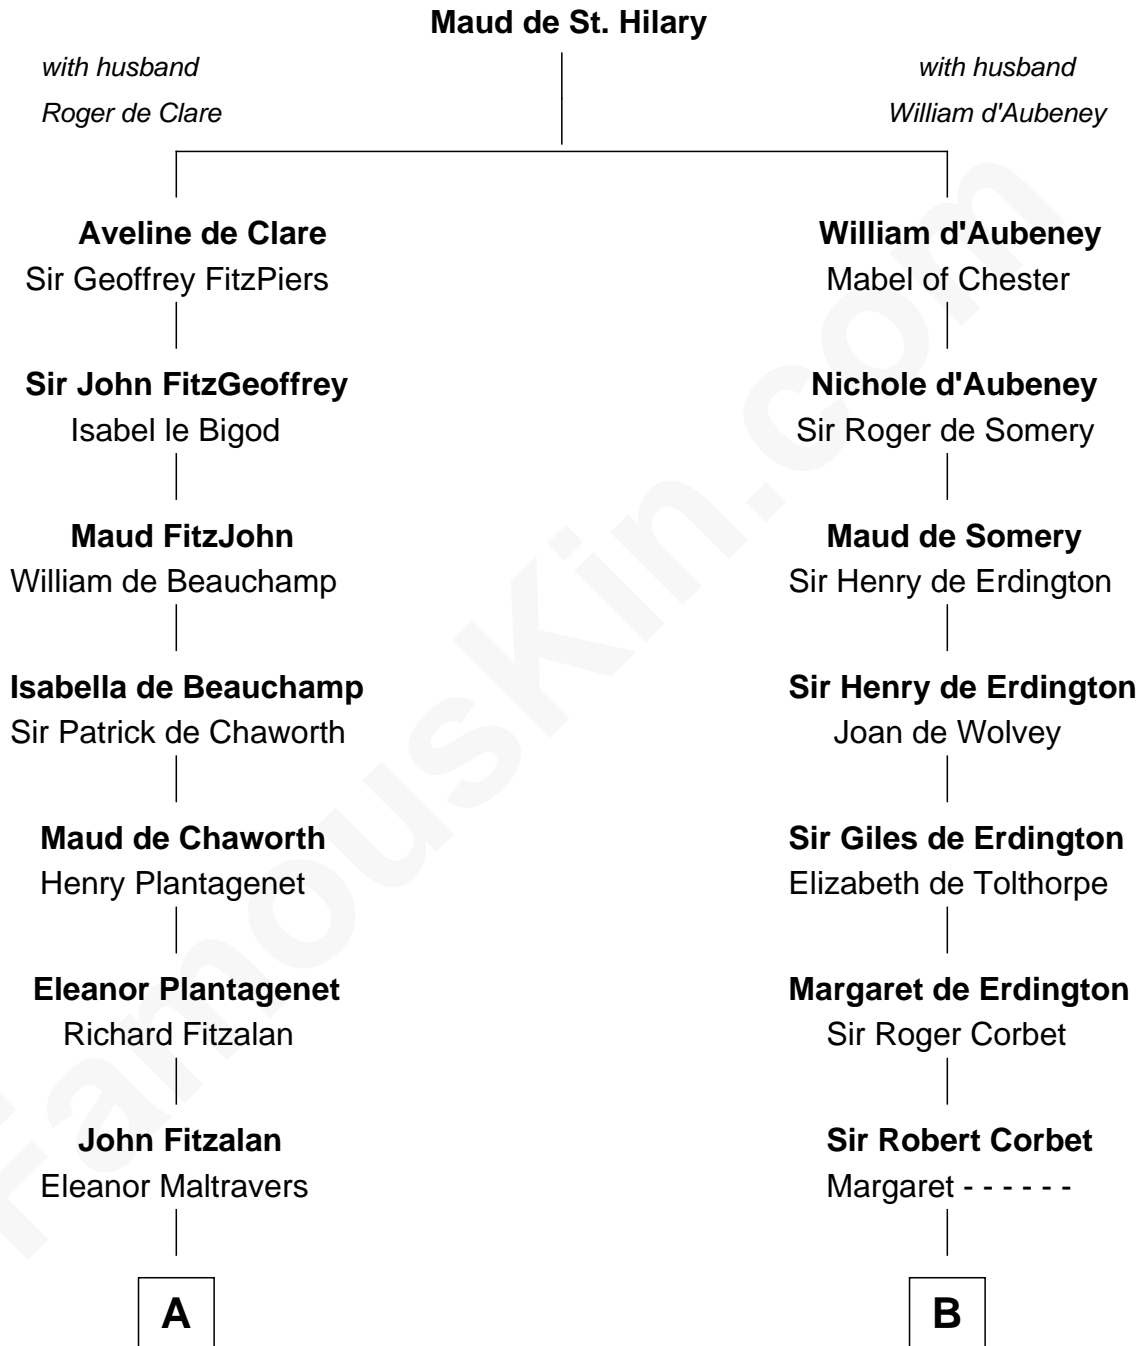 Maud de St. Hilary
with husband
Roger de Clare
with husband
William d'Aubeney
Aveline de Clare
Sir Geoffrey FitzPiers
William d'Aubeney
Mabel of Chester
Sir John FitzGeoffrey
Isabel le Bigod
Nichole d'Aubeney
Sir Roger de Somery
Maud FitzJohn
William de Beauchamp
Maud de Somery
Sir Henry de Erdington
Isabella de Beauchamp
Sir Patrick de Chaworth
Sir Henry de Erdington
Joan de Wolvey
Maud de Chaworth
Henry Plantagenet
Sir Giles de Erdington
Elizabeth de Tolthorpe
Eleanor Plantagenet
Richard Fitzalan
Margaret de Erdington
Sir Roger Corbet
John Fitzalan
Eleanor Maltravers
Sir Robert Corbet
Margaret - - - - - -
A
B
FamousKin.com